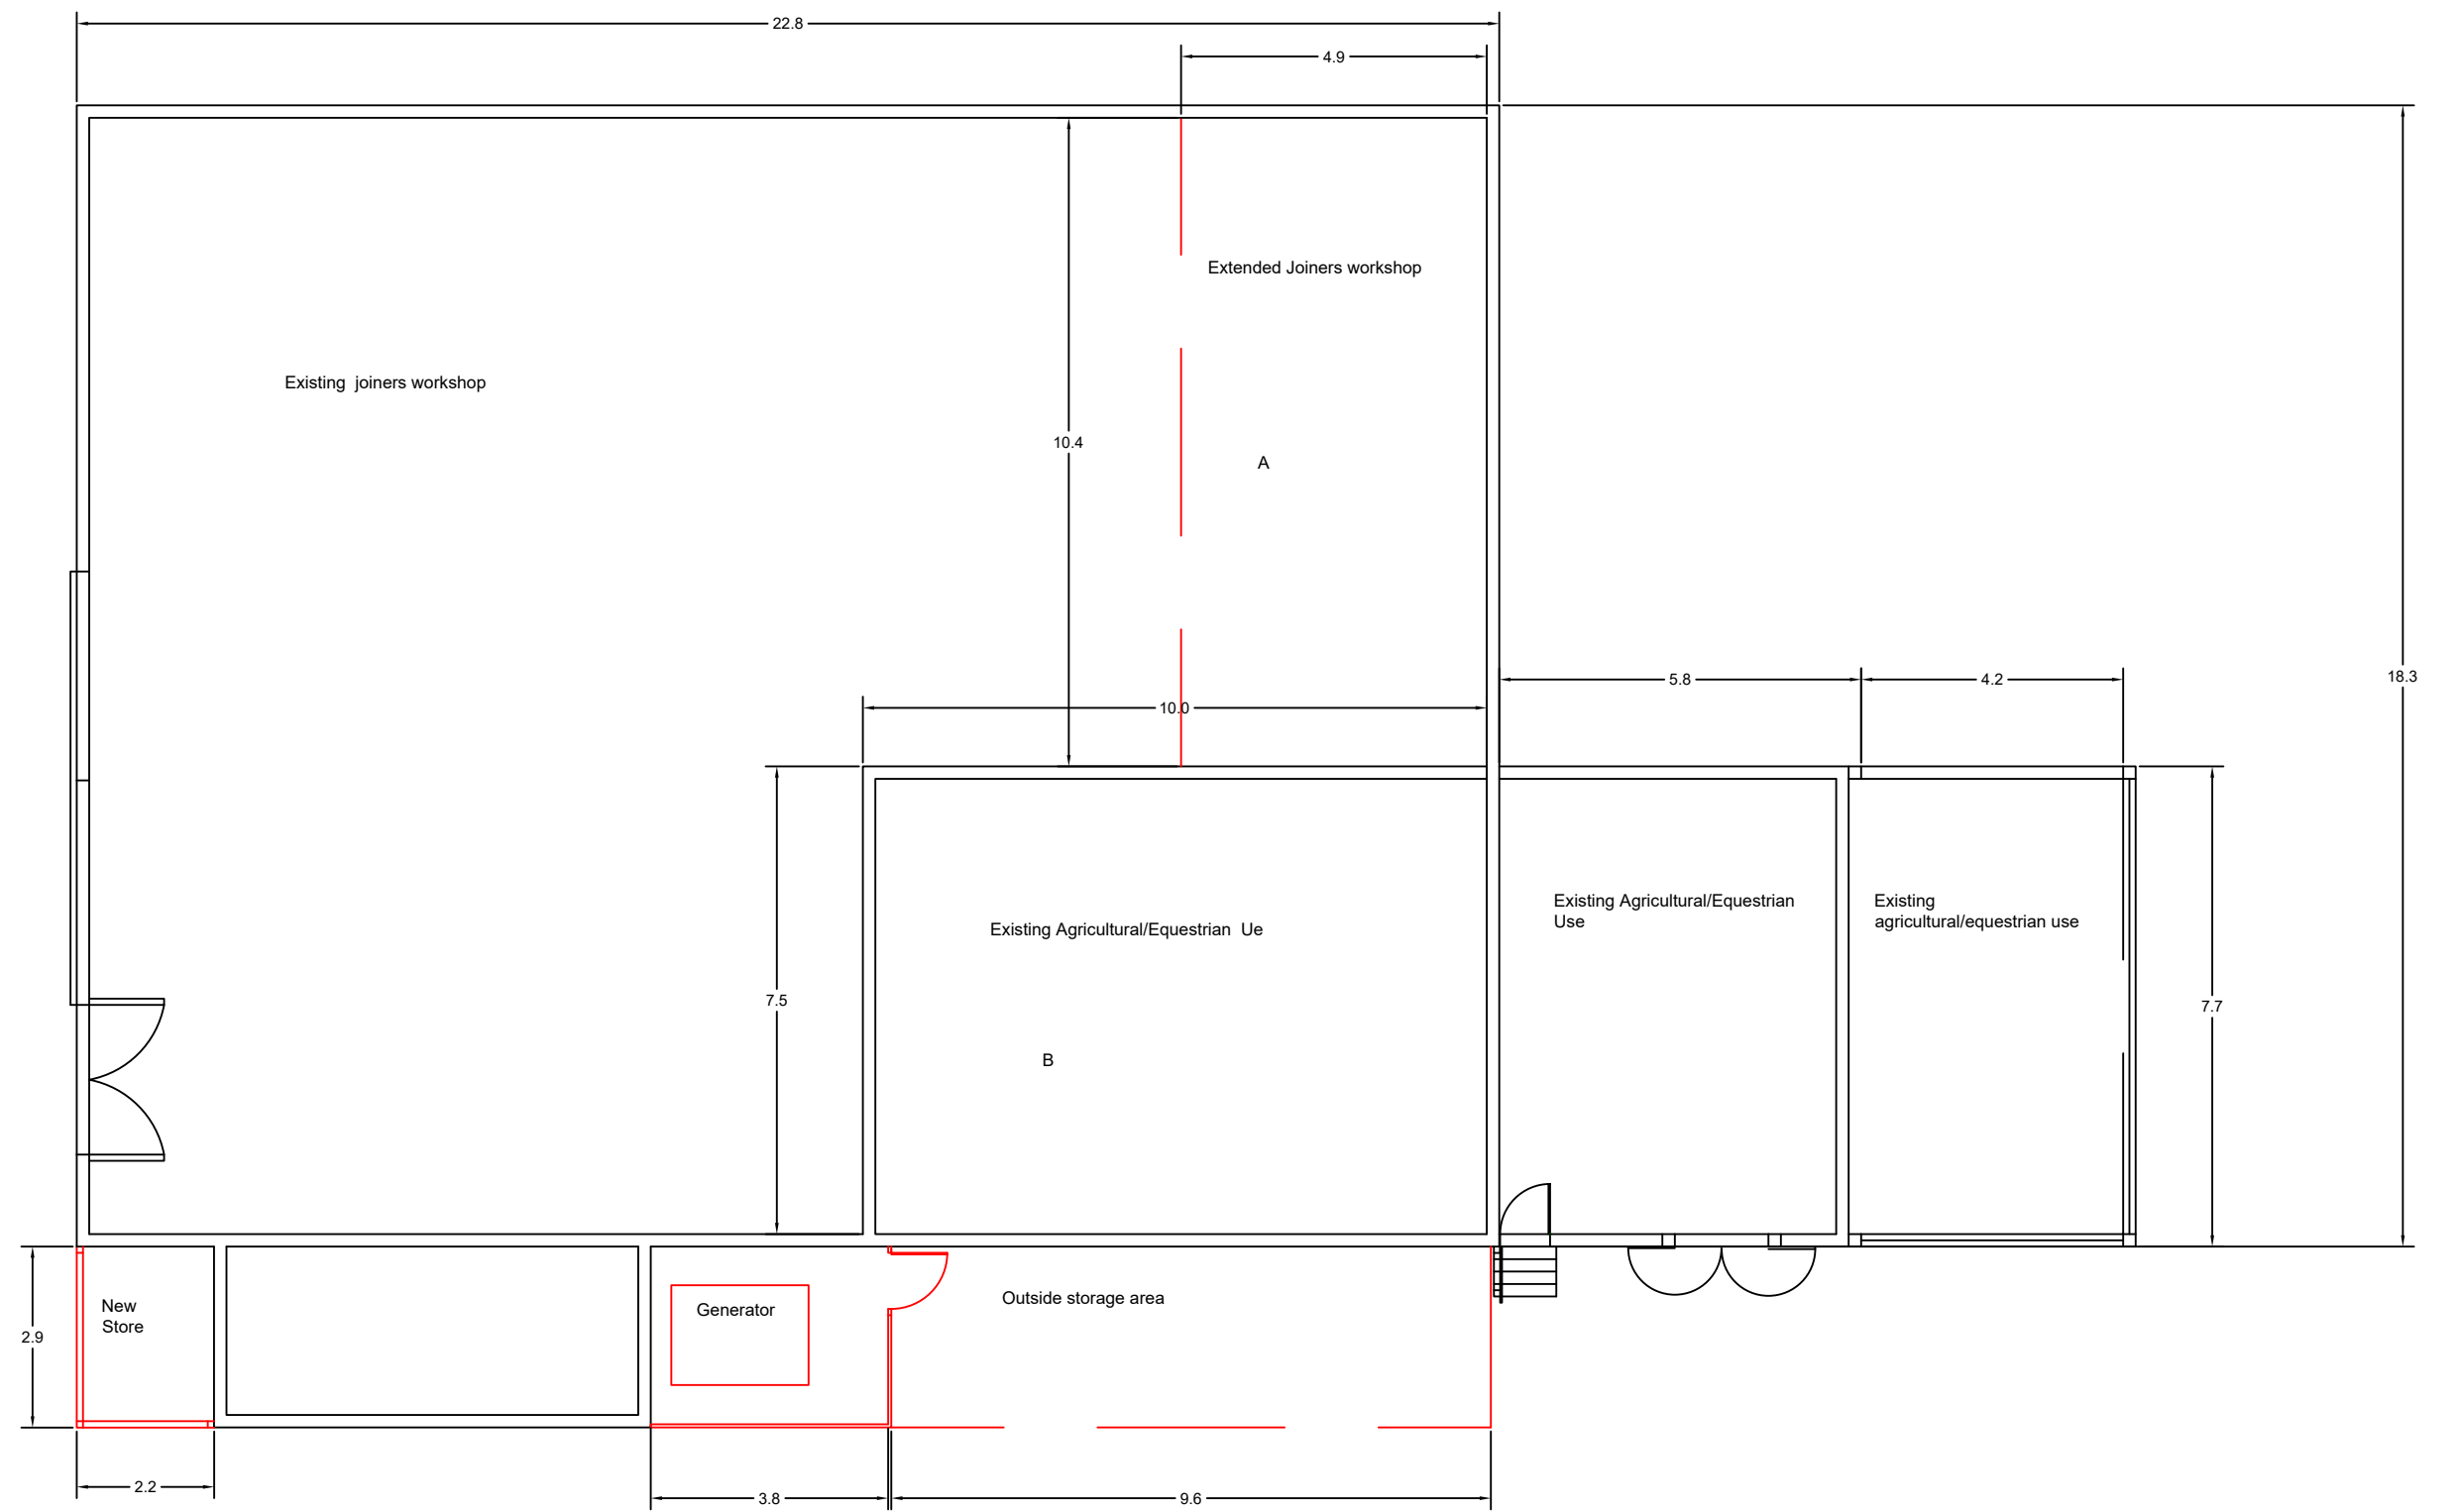 22.8
4.9
Extended Joiners workshop
Existing  joiners workshop
10.4
A
5.8
4.2
18.3
10.0
Existing Agricultural/Equestrian
Use
Existing
agricultural/equestrian use
Existing Agricultural/Equestrian  Ue
7.5
7.7
B
New
Store
Generator
Outside storage area
2.9
2.2
3.8
9.6